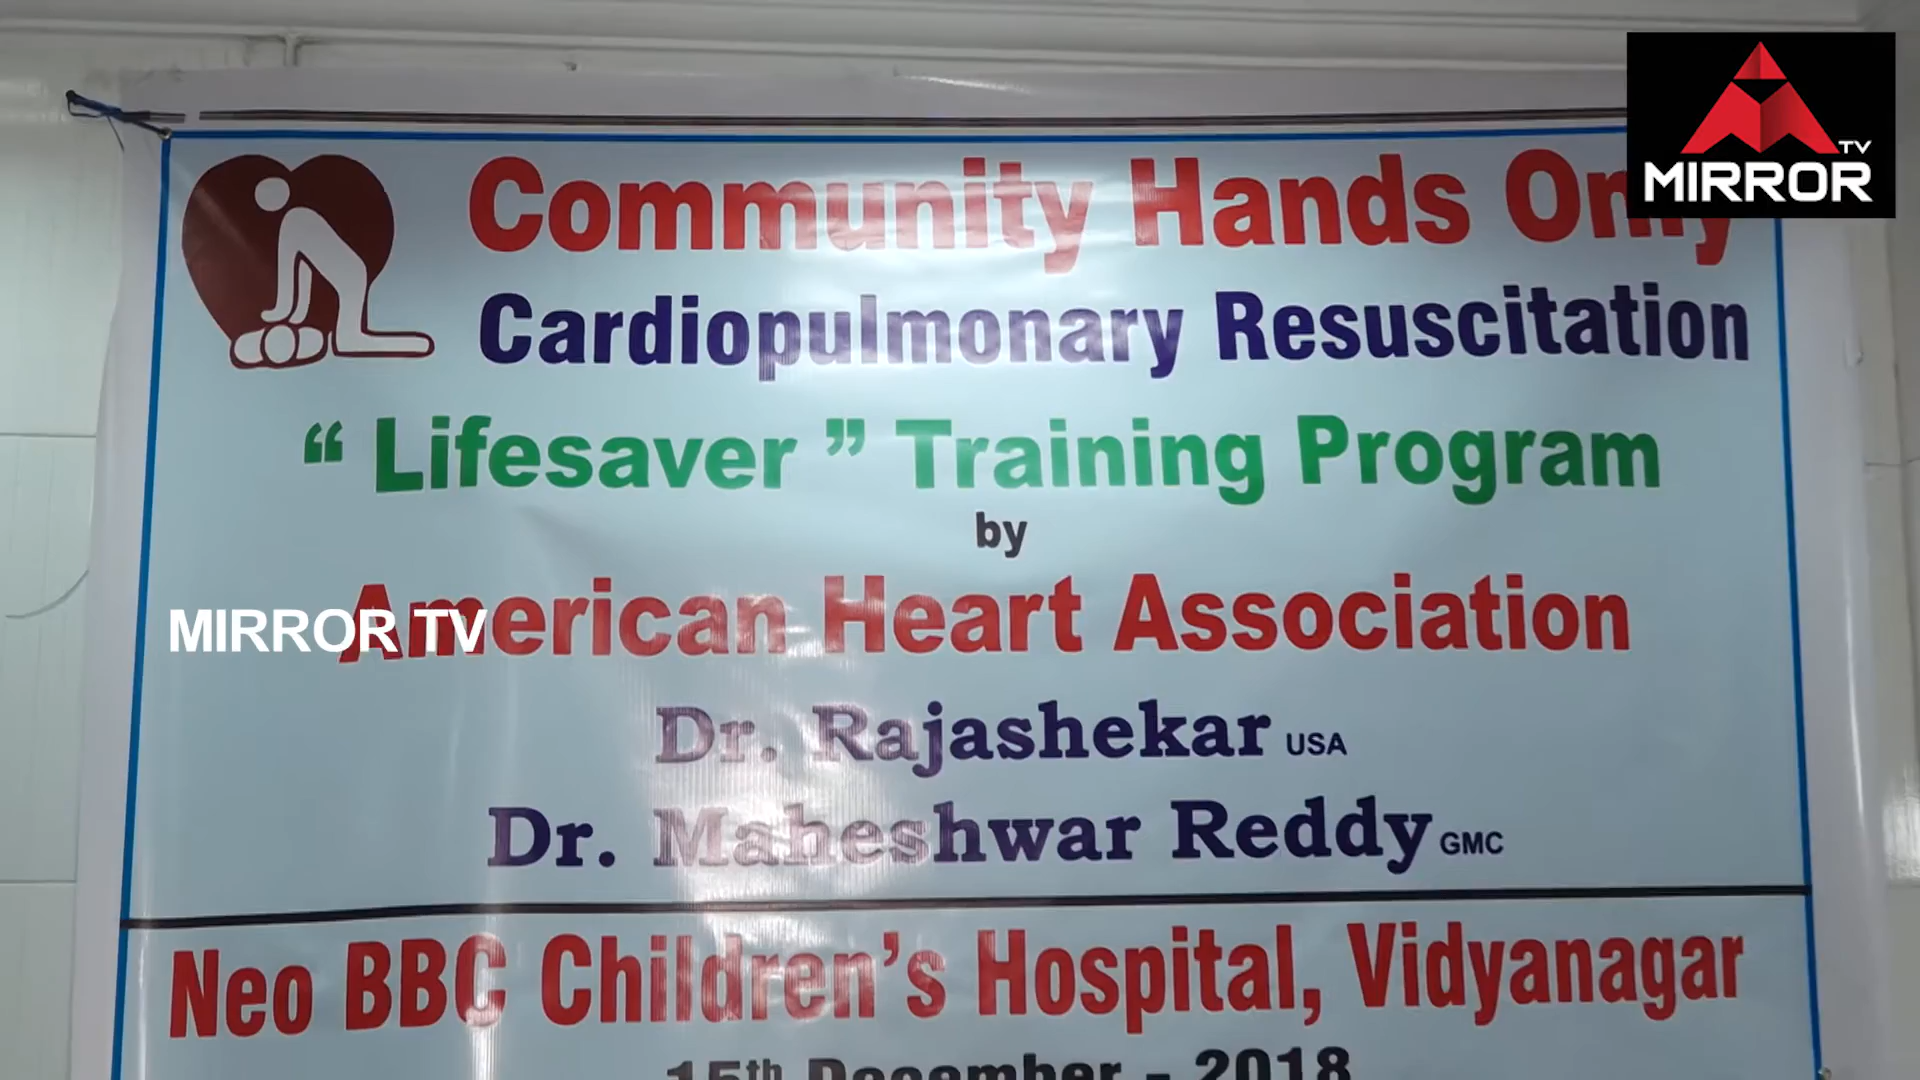 TV
MIRROR
Community Hands Only
Cardiopulmonary Resuscitation
“ Lifesaver ” Training Program
by
American Heart Association
MIRROR TV
Dr. Rajashekar USA
Dr. Maheshwar Reddy GMC
Neo BBC Children's Hospital, Vidyanagar
15th December - 2018